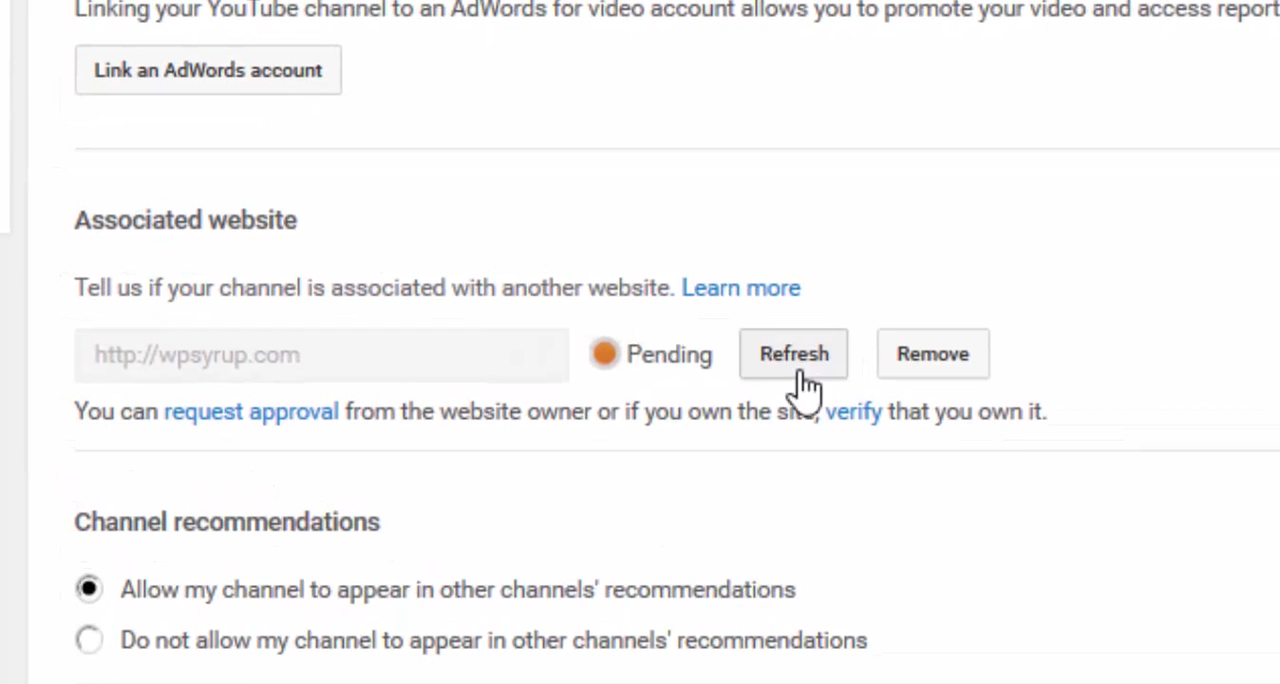 Linking your YouTube channel to an AdWords for video account allows you to promote your video and access report
Link an AdWords account
Associated website
Tell us if your channel is associated with another website. Learn more
http://wpsyrup.com Pending Refresh Remove
You can request approval from the website owner or if you own the site, verify that you own it.
Channel recommendations
Allow my channel to appear in other channels' recommendations
Do not allow my channel to appear in other channels' recommendations